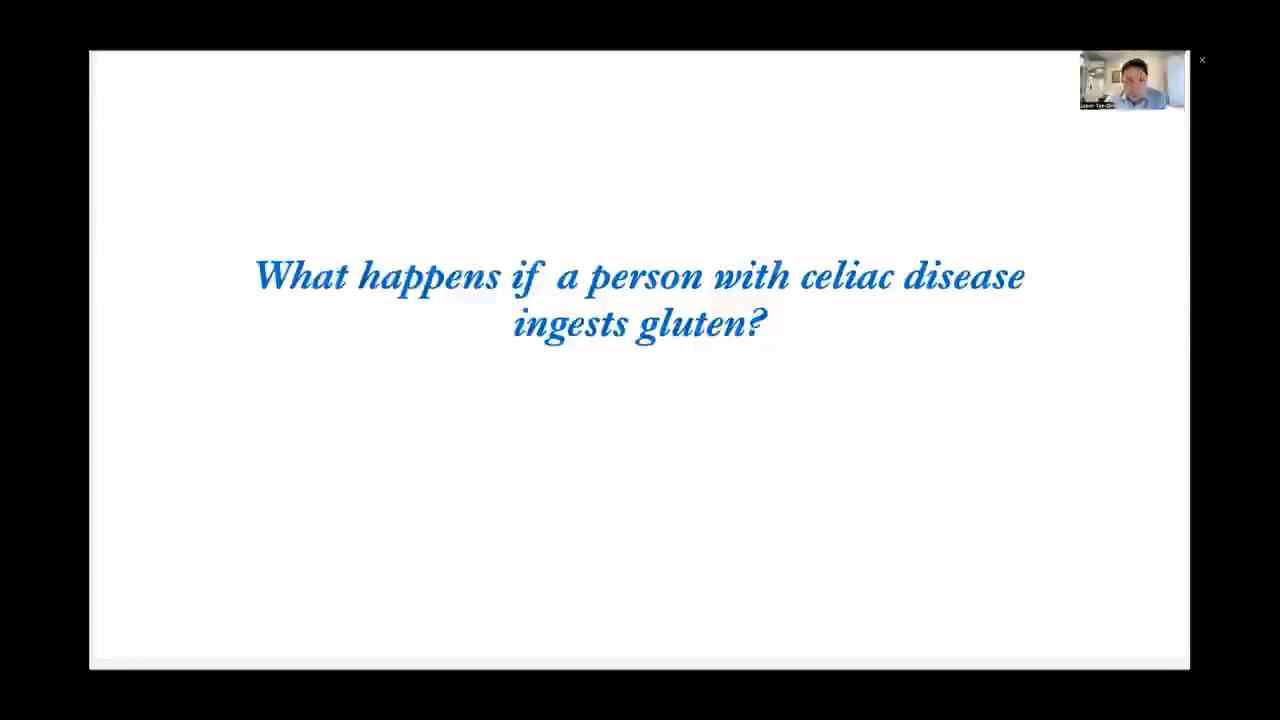 What happens if a person with celiac disease
ingests gluten?